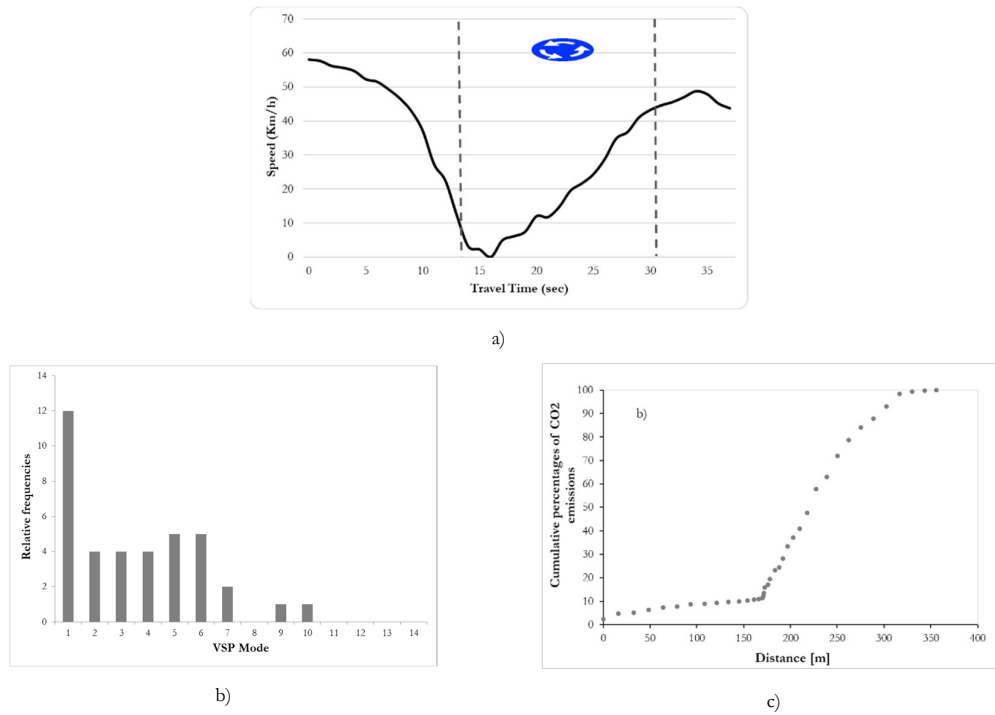 70
60
50
40
30
20
10
0
Speed (Km/h)
0 5 10 15 20 25 30 35
Travel Time (sec)
a)
14
12
10
8
6
4
2
0
Relative frequencies
1 2 3 4 5 6 7 8 9 10 11 12 13 14
VSP Mode
b)
100
90
80
70
60
50
40
30
20
10
0
b)
Cumulative percentages of CO2
emissions
0 50 100 150 200 250 300 350 400
Distance [m]
c)